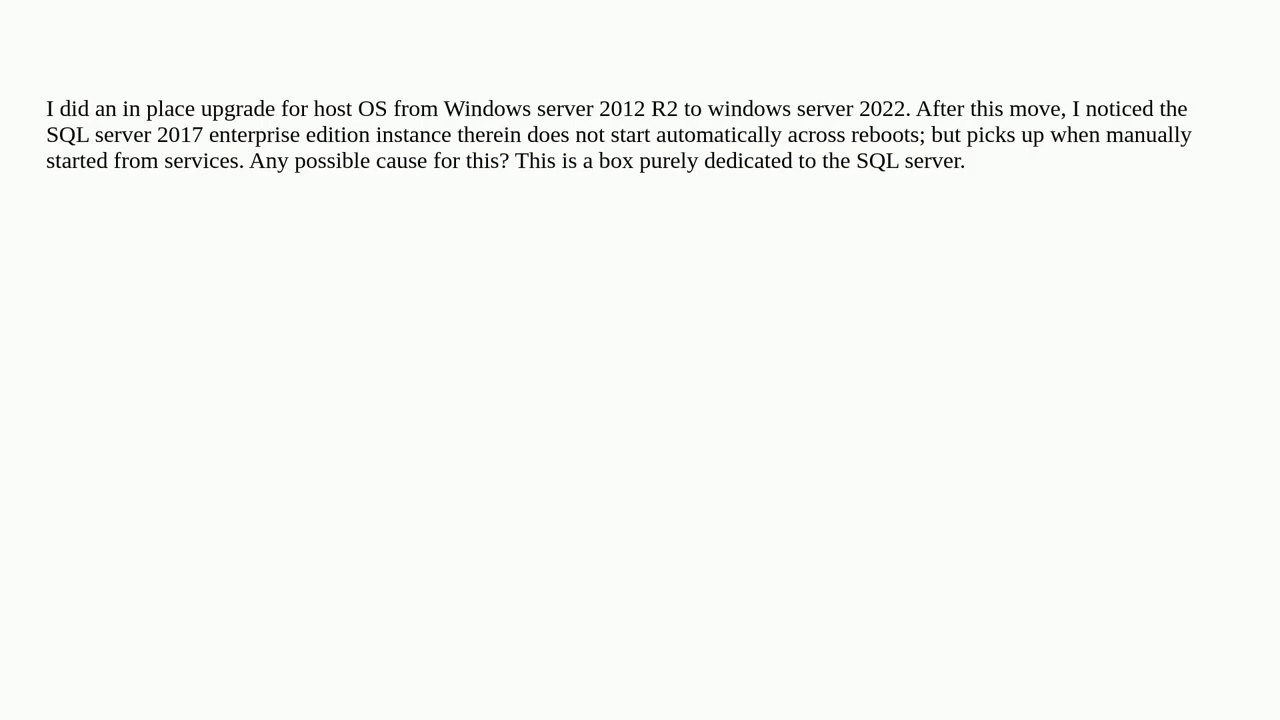 I did an in place upgrade for host OS from Windows server 2012 R2 to windows server 2022. After this move, I noticed the
SQL server 2017 enterprise edition instance therein does not start automatically across reboots; but picks up when manually
started from services. Any possible cause for this? This is a box purely dedicated to the SQL server.